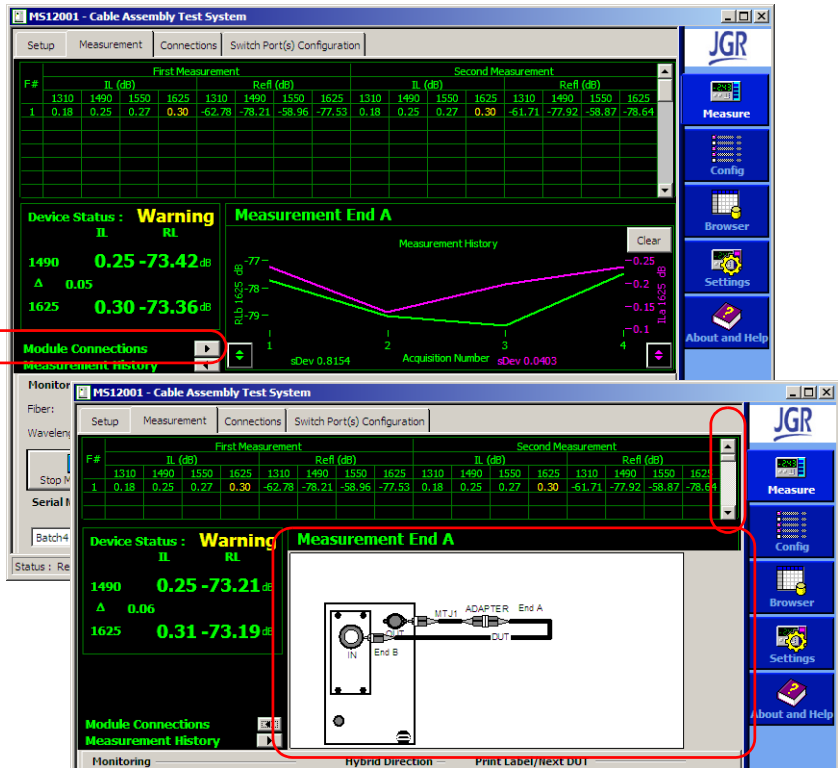 MS12001 - Cable Assembly Test System
Setup Measurement Connections Switch Port(s) Configuration
JGR
First Measurement Second Measurement
F# IL (dB) Refl (dB) IL (dB) Refl (dB)
1310 1490 1550 1625 1310 1490 1550 1625 1310 1490 1550 1625 1310 1490 1550 1625
1 0.18 0.25 0.27 0.30 -62.78 -78.21 -58.96 -77.53 0.18 0.25 0.27 0.30 -61.71 -77.92 -58.87 -78.64
Measure
Config
Browser
Settings
About and Help
Device Status : Warning
IL RL
1490 0.25 -73.42 dB
Δ 0.05
1625 0.30 -73.36 dB
Module Connections
Measurement History
Measurement End A
Measurement History
Clear
-77
-78
-79
RLb 1625 dB
-0.25
-0.2
-0.15
-0.1
ILa 1625 dB
1 2 3 4
sDev 0.8154 Acquisition Number sDev 0.0403
Monitor
Fiber:
Stop M
Batch4
Status : Re
MS12001 - Cable Assembly Test System
Setup Measurement Connections Switch Port(s) Configuration
JGR
First Measurement Second Measurement
F# IL (dB) Refl (dB) IL (dB) Refl (dB)
1310 1490 1550 1625 1310 1490 1550 1625 1310 1490 1550 1625 1310 1490 1550 1625
1 0.18 0.25 0.27 0.30 -62.78 -78.21 -58.96 -77.53 0.18 0.25 0.27 0.30 -61.71 -77.92 -58.87 -78.64
Measure
Config
Browser
Settings
About and Help
Device Status : Warning
IL RL
1490 0.25 -73.21 dB
Δ 0.06
1625 0.31 -73.19 dB
Module Connections
Measurement History
Measurement End A
MTJ1 ADAPTER End A
OUT
DUT
IN End B
Monitoring Hybrid Direction Print Label/Next DUT